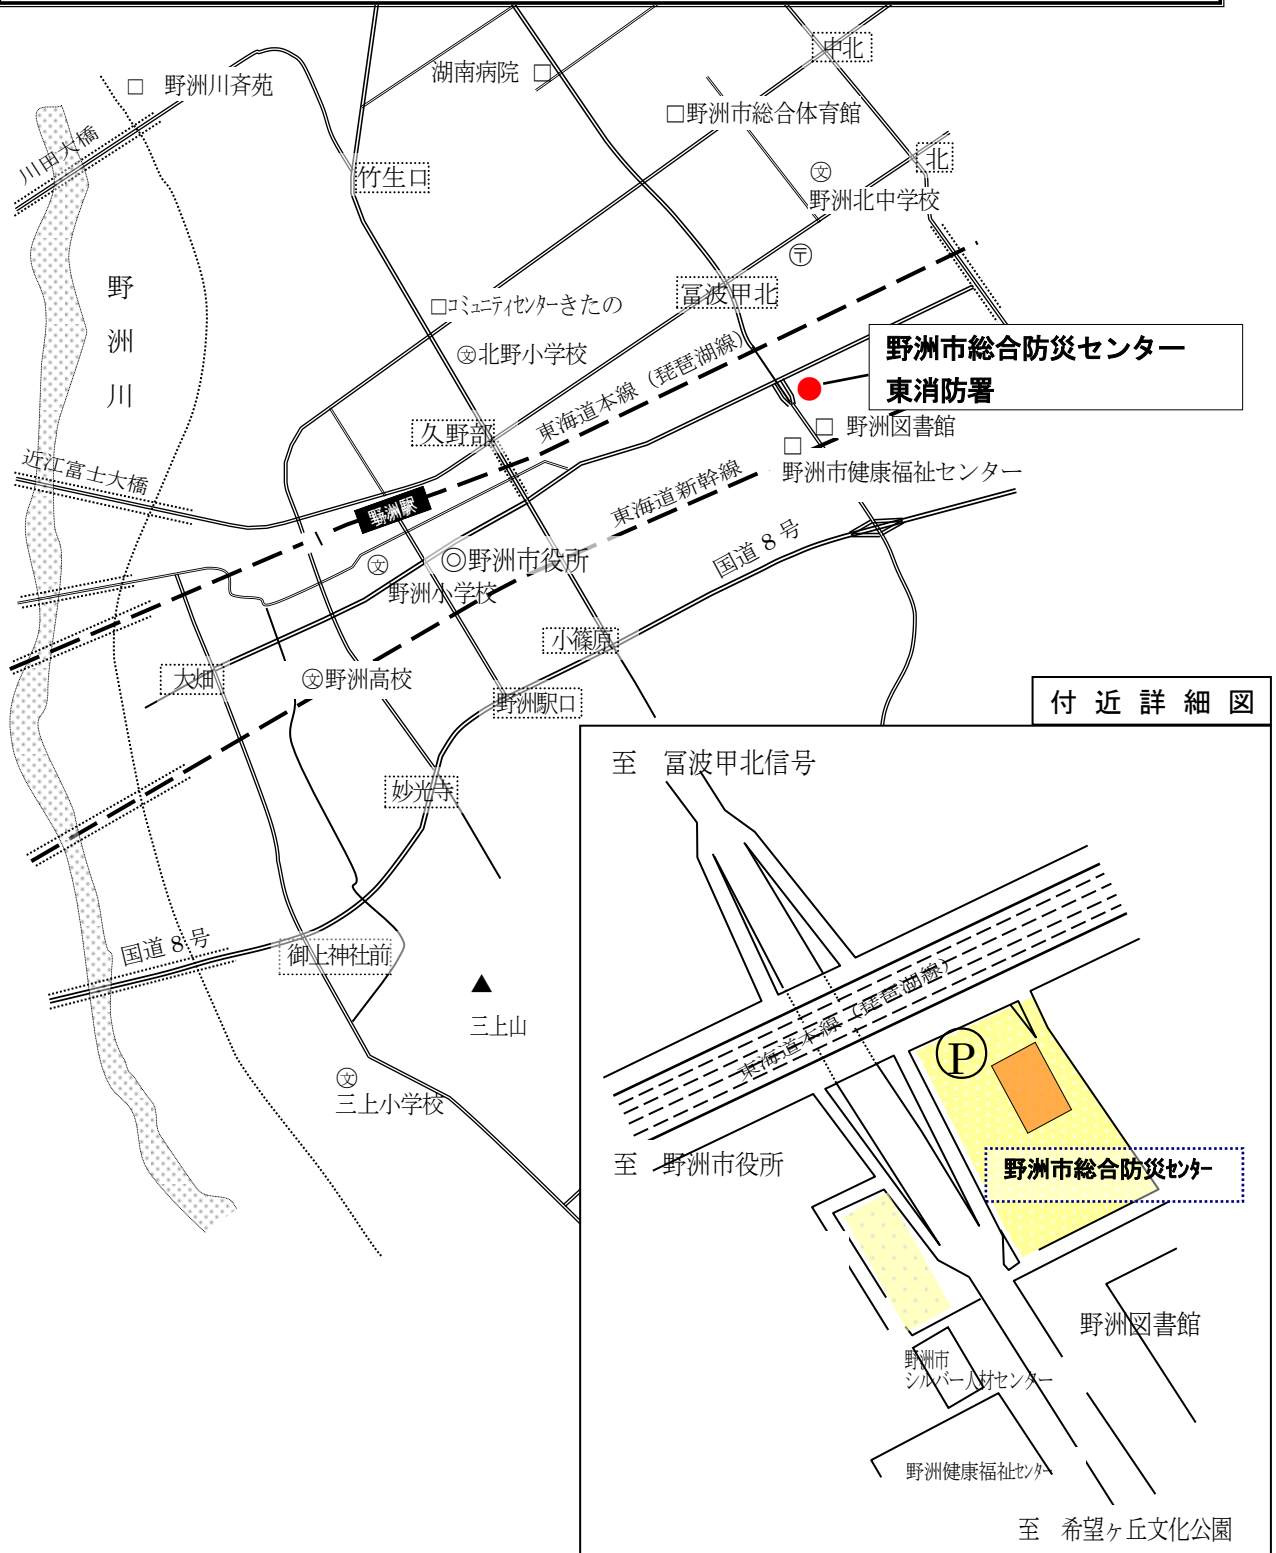 中北
湖南病院 □
□ 野洲川斉苑
□野洲市総合体育館
川田大橋
竹生口
北
㊫
野洲北中学校
〒
野洲川
冨波甲北
□コミュニティセンターきたの
㊫北野小学校
東海道本線（琵琶湖線）
野洲市総合防災センター
東消防署
久野部
□ 野洲図書館
□
野洲市健康福祉センター
近江富士大橋
野洲駅
東海道新幹線
国道８号
◎野洲市役所
㊫
野洲小学校
小篠原
大畑
㊫野洲高校
野洲駅口
妙光寺
国道８号
御上神社前
▲
三上山
㊫
三上小学校
付近詳細図
至 冨波甲北信号
東海道本線（琵琶湖線）
P
至 野洲市役所
野洲市総合防災センター
野洲図書館
野洲市
シルバー人材センター
野洲健康福祉センター
至 希望ヶ丘文化公園